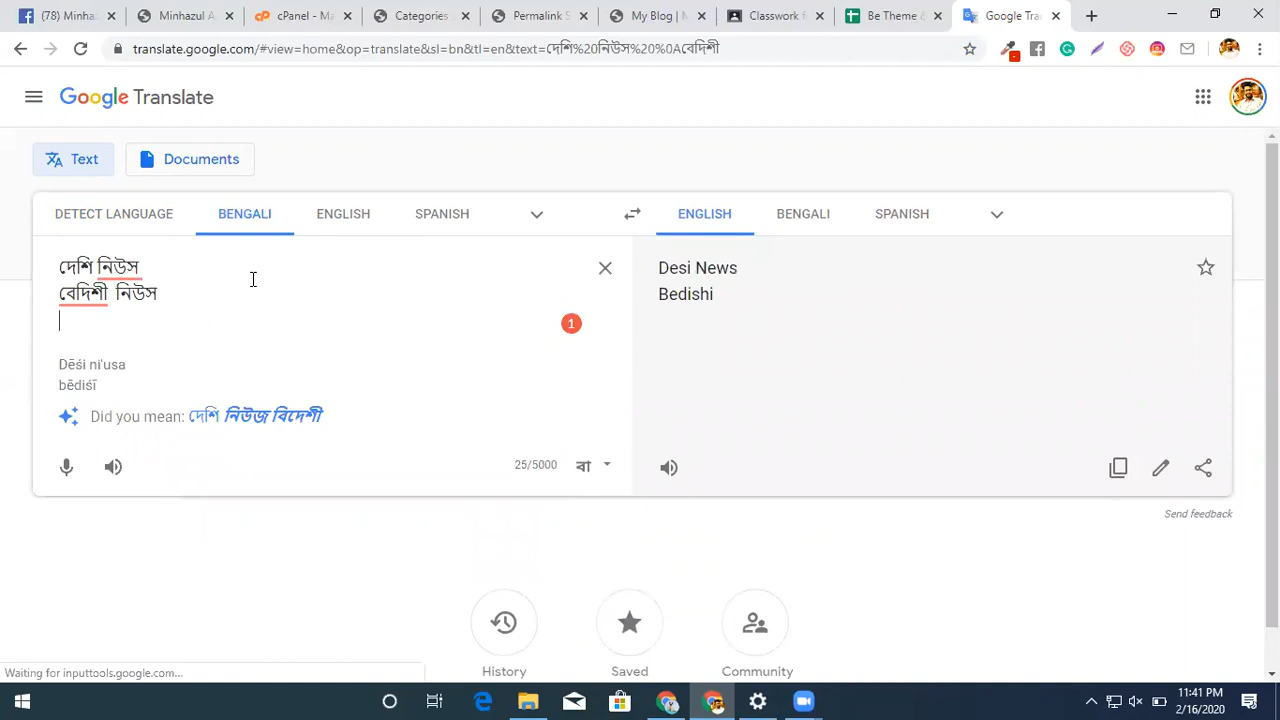 (78) Minhaz
Minhazul A
cPanel - Ma
Categories
Permalink S
My Blog | M
Classwork f
Be Theme &
Google Tra
translate.google.com/#view=home&op=translate&sl=bn&tl=en&text=দেশি%20নিউস%20%0Aবেদিশী
Google Translate
Text
Documents
DETECT LANGUAGE
BENGALI
ENGLISH
SPANISH
ENGLISH
BENGALI
SPANISH
দেশি নিউস
বেদিশী নিউস
Desi News
Bedishi
1
Dēśi ni'usa
bēdiśī
Did you mean: দেশি নিউজ বিদেশী
25/5000
বা
Send feedback
History
Saved
Community
Waiting for inputtools.google.com...
11:41 PM
2/16/2020